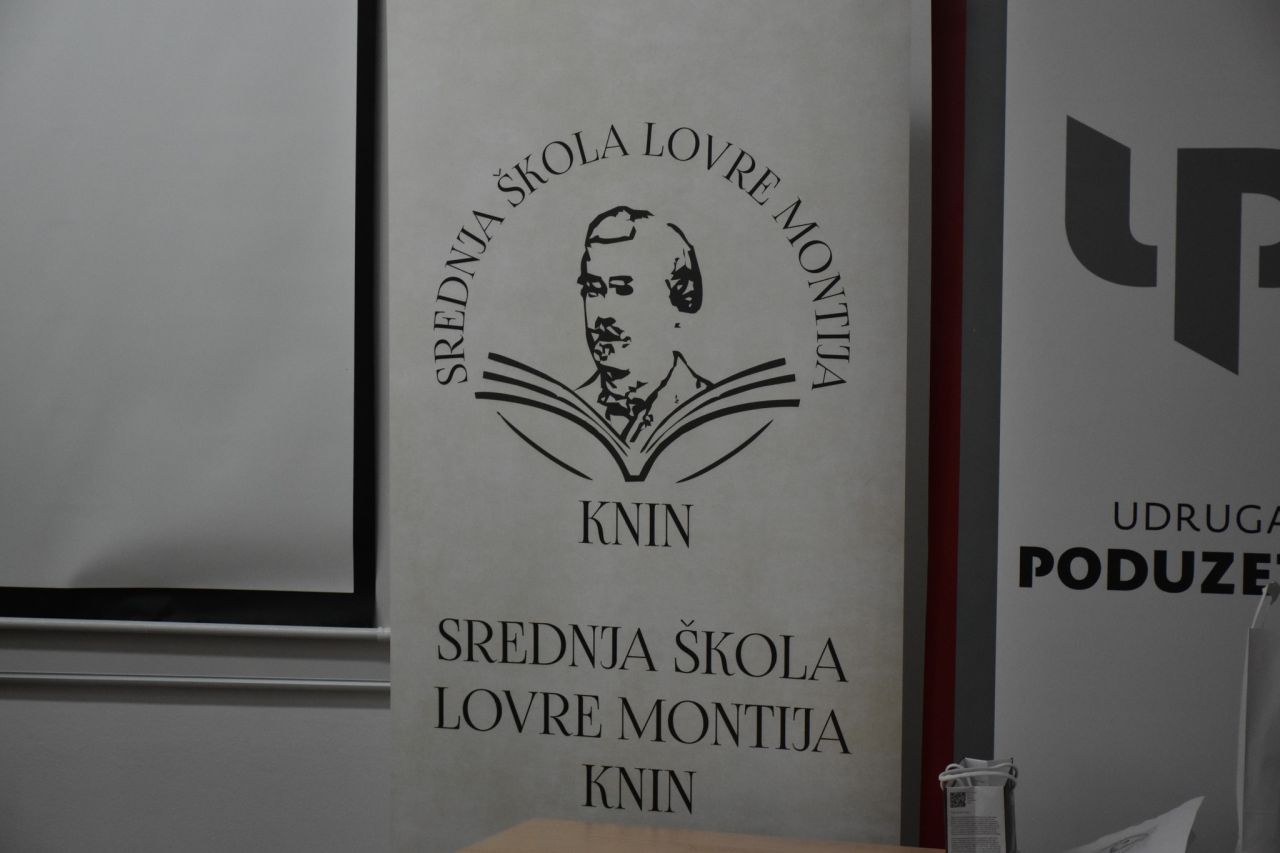 SREDNJA ŠKOLA LOVRE MONTIJA
KNIN
SREDNJA ŠKOLA
LOVRE MONTIJA
KNIN
UDRUGA